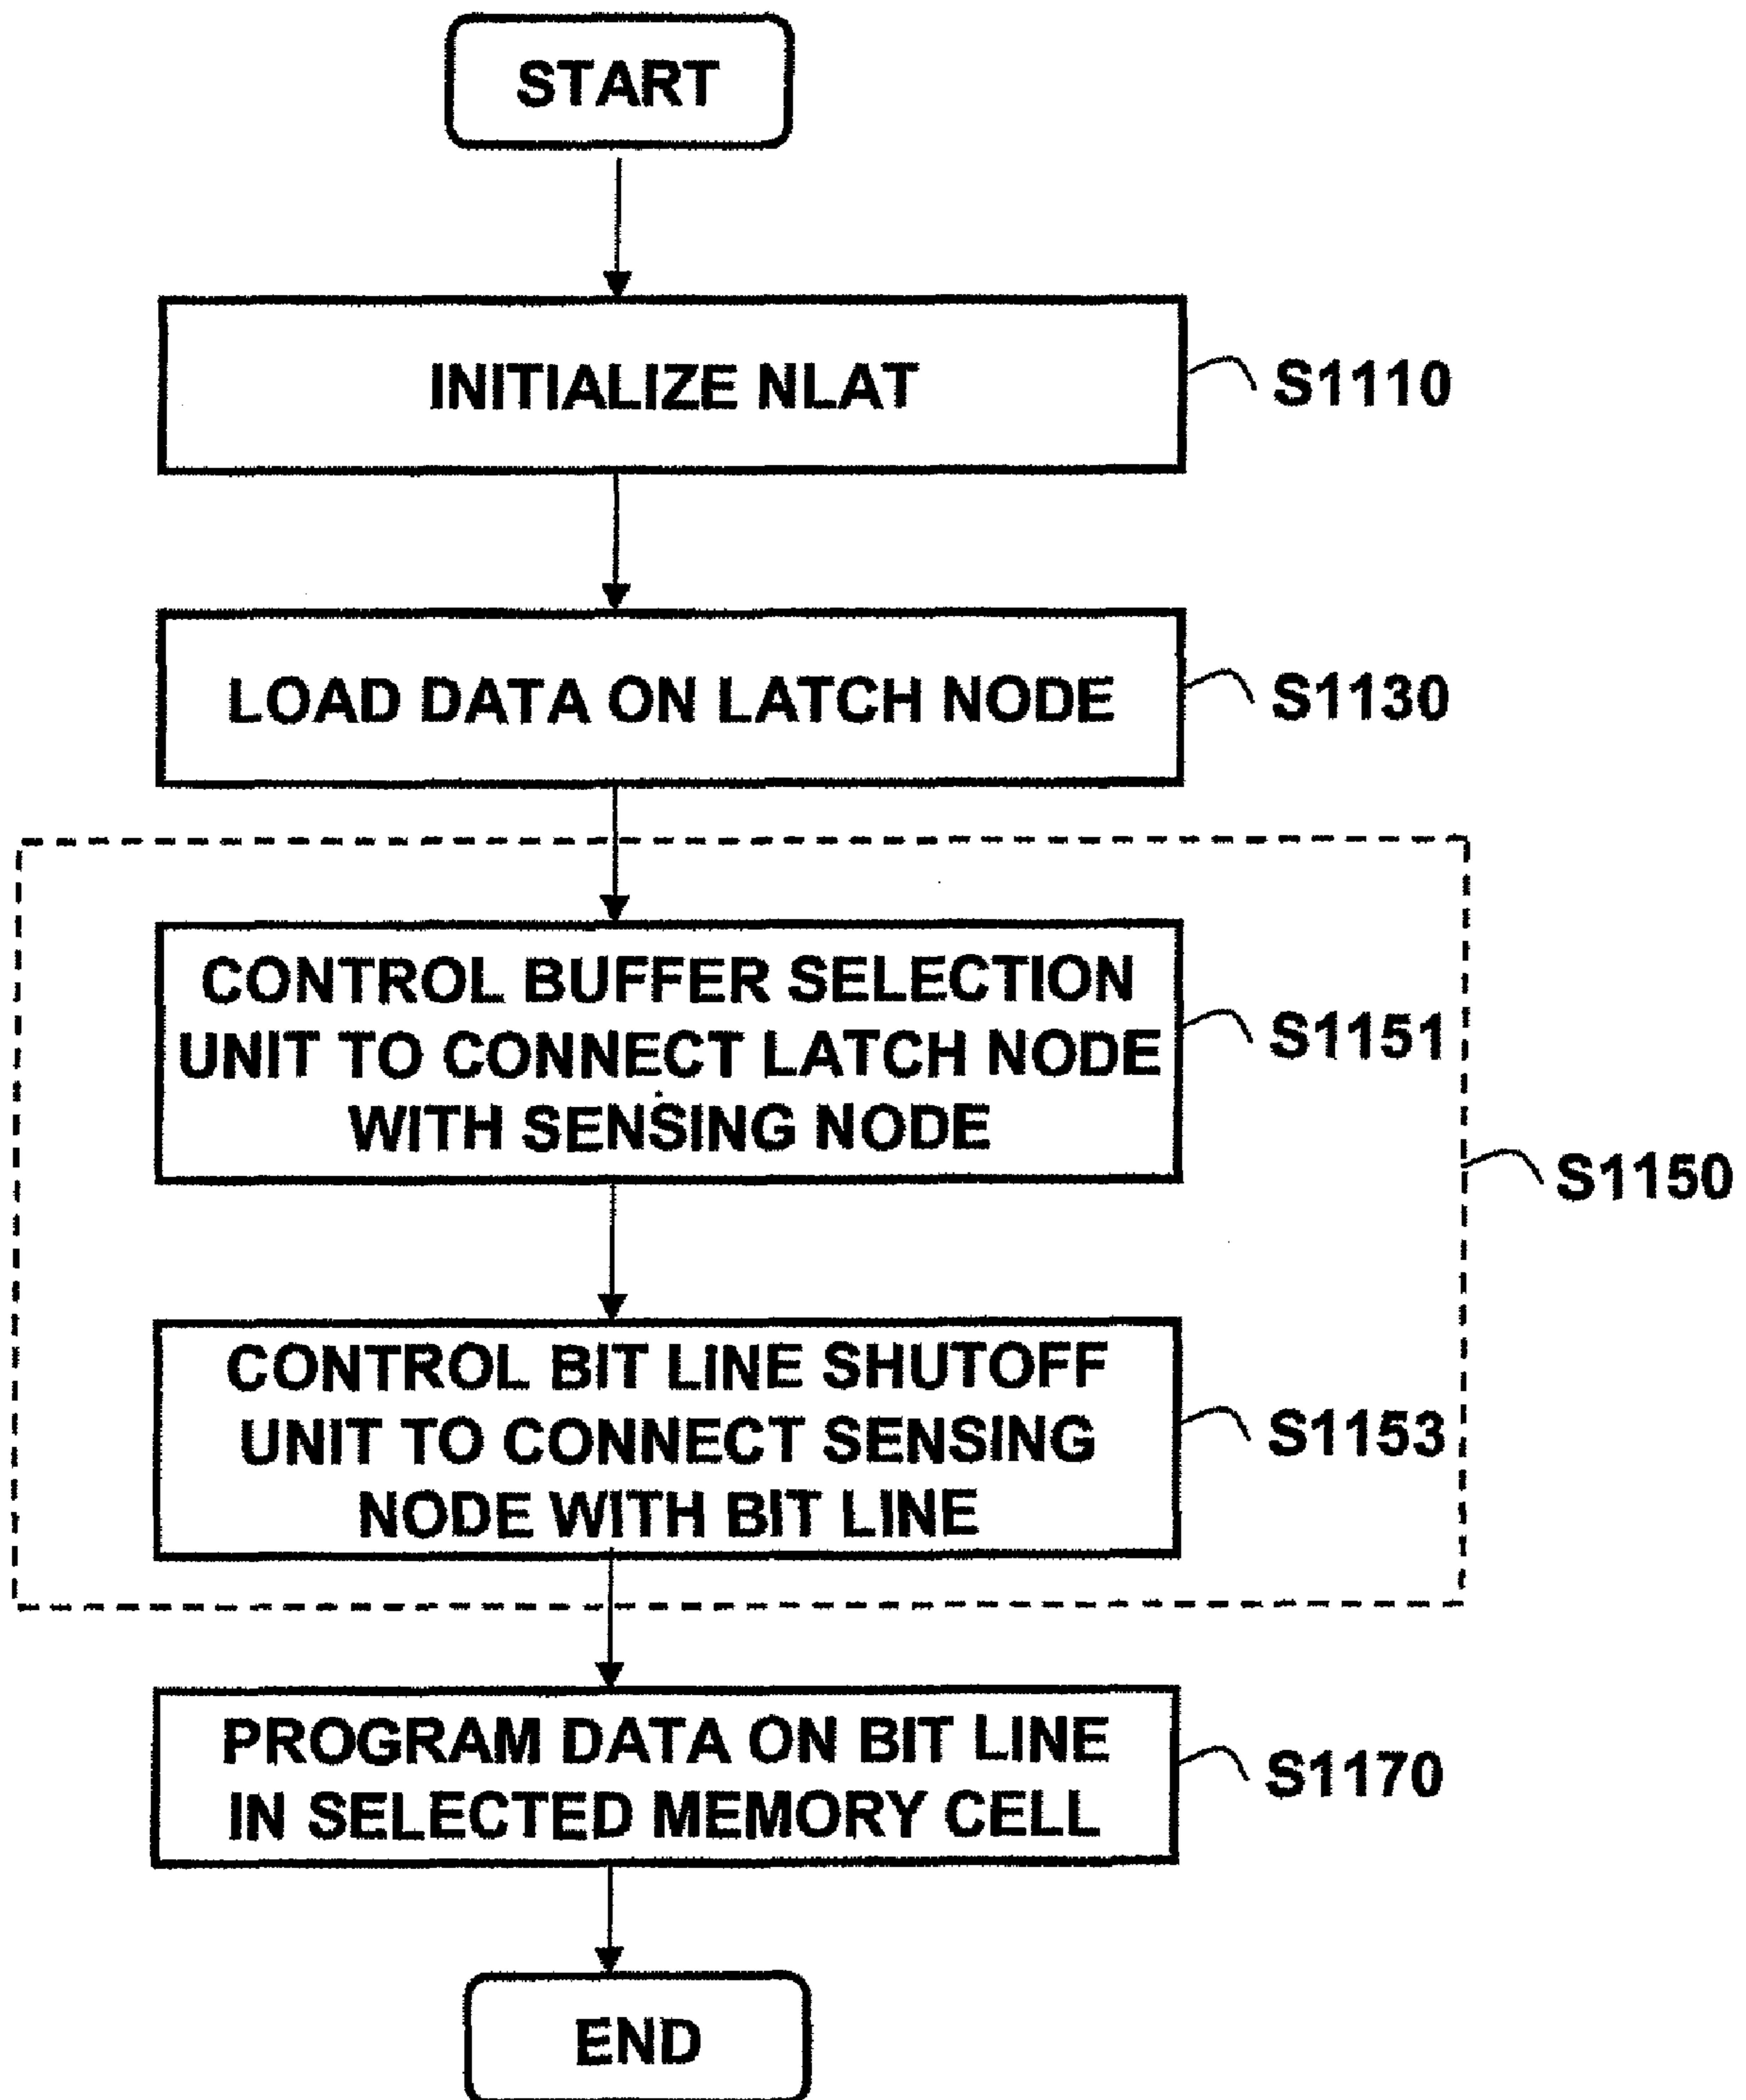 START
INITIALIZE NLAT
S1110
LOAD DATA ON LATCH NODE
S1130
CONTROL BUFFER SELECTION
UNIT TO CONNECT LATCH NODE
WITH SENSING NODE
S1151
S1150
CONTROL BIT LINE SHUTOFF
UNIT TO CONNECT SENSING
NODE WITH BIT LINE
S1153
PROGRAM DATA ON BIT LINE
IN SELECTED MEMORY CELL
S1170
END